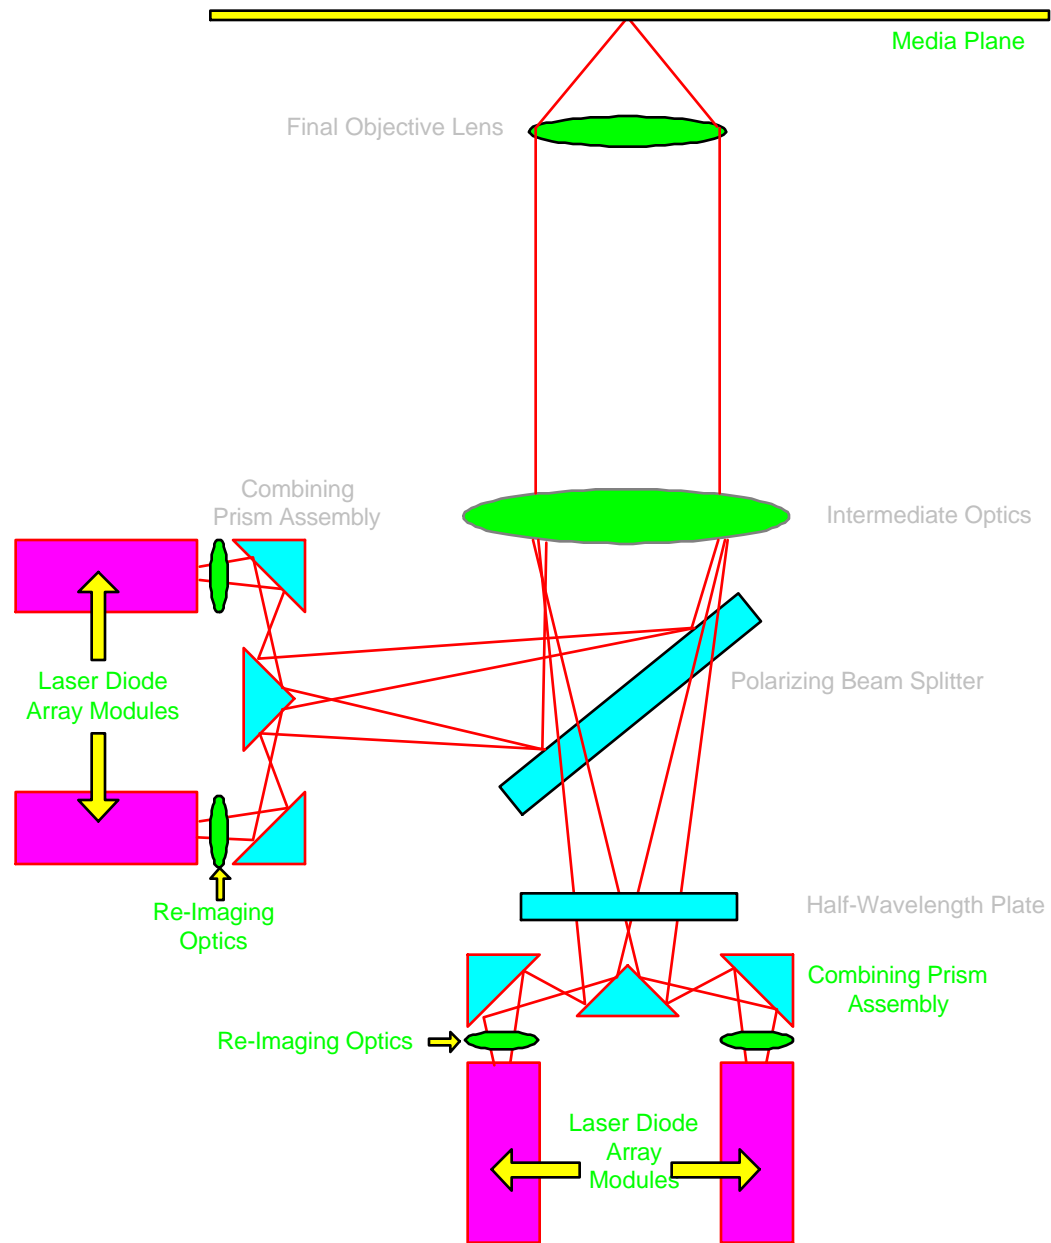 Media Plane
Final Objective Lens
Combining
Prism Assembly
Intermediate Optics
Laser Diode
Array Modules
Polarizing Beam Splitter
Re-Imaging
Optics
Half-Wavelength Plate
Combining Prism
Assembly
Re-Imaging Optics
Laser Diode
Array
Modules